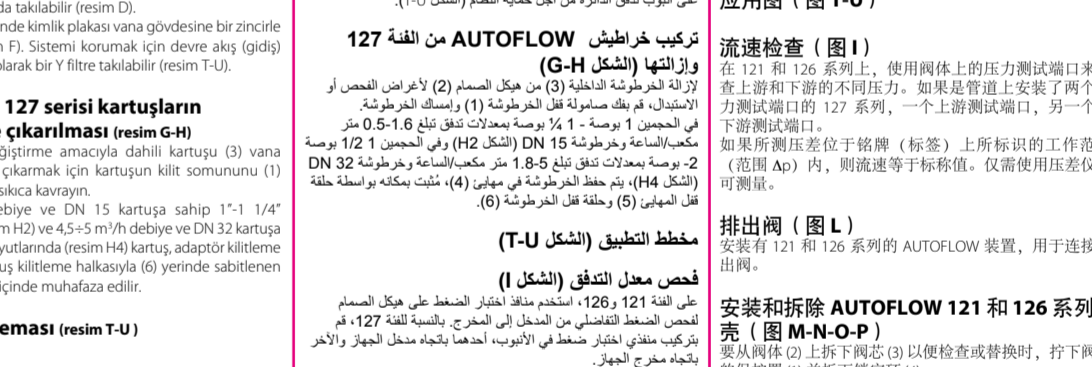 da takılabilir (resim D).
nde kimlik plakası vana gövdesine bir zincirle
n F). Sistemi korumak için devre akış (gidiş)
olarak bir Y filtre takılabilir (resim T-U).
127 serisi kartuşların
çıkarılması (resim G-H)
ğiştirme amacıyla dahili kartuşu (3) vana
çıkarmak için kartuşun kilit somununu (1)
sıkıca kavrayın.
ebiye ve DN 15 kartuşa sahip 1″-1 1/4″
m H2) ve 4,5÷5 m³/h debiye ve DN 32 kartuşa
yutlarında (resim H4) kartuş, adaptör kilitleme
uş kilitleme halkasıyla (6) yerinde sabitlenen
içinde muhafaza edilir.
eması (resim T-U )
على أنبوب تدفق الدائرة من أجل حماية النظام (الشكل T-U).
تركيب خراطيش AUTOFLOW من الفئة 127
وإزالتها (الشكل G-H)
لإزالة الخرطوشة الداخلية (3) من هيكل الصمام (2) لأغراض الفحص أو
الاستبدال، قم بفك صامولة قفل الخرطوشة (1) وإمساك الخرطوشة.
في الحجمين 1 بوصة - 1 ¼ بوصة بمعدلات تدفق تبلغ 1.6-0.5 متر
مكعب/الساعة وخرطوشة DN 15 (الشكل H2) وفي الحجمين 1 1/2 بوصة
-2 بوصة بمعدلات تدفق تبلغ 5-1.8 متر مكعب/الساعة وخرطوشة DN 32
(الشكل H4)، يتم حفظ الخرطوشة في مهايئ (4)، مُثبت بمكانه بواسطة حلقة
قفل المهايئ (5) وحلقة قفل الخرطوشة (6).
مخطط التطبيق (الشكل T-U)
فحص معدل التدفق (الشكل I)
على الفئة 121 و126، استخدم منافذ اختبار الضغط على هيكل الصمام
لفحص الضغط التفاضلي من المدخل إلى المخرج. بالنسبة للفئة 127، قم
بتركيب منفذي اختبار ضغط في الأنبوب، أحدهما باتجاه مدخل الجهاز والآخر
باتجاه مخرج الجهاز.
应用图（图 T-U）
流速检查（图 I）
在 121 和 126 系列上，使用阀体上的压力测试端口来
查上游和下游的不同压力。如果是管道上安装了两个
力测试端口的 127 系列，一个上游测试端口，另一个
下游测试端口。
如果所测压差位于铭牌（标签）上所标识的工作范
（范围 Δp）内，则流速等于标称值。仅需使用压差仪
可测量。
排出阀（图 L）
安装有 121 和 126 系列的 AUTOFLOW 装置，用于连接
出阀。
安装和拆除 AUTOFLOW 121 和 126 系列
壳（图 M-N-O-P）
要从阀体 (2) 上拆下阀芯 (3) 以便检查或替换时，拧下阀